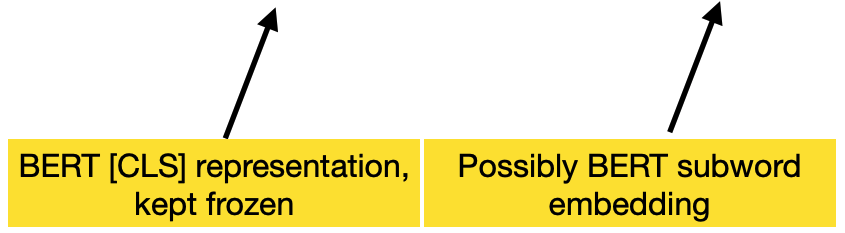 BERT [CLS] representation,
kept frozen
Possibly BERT subword
embedding